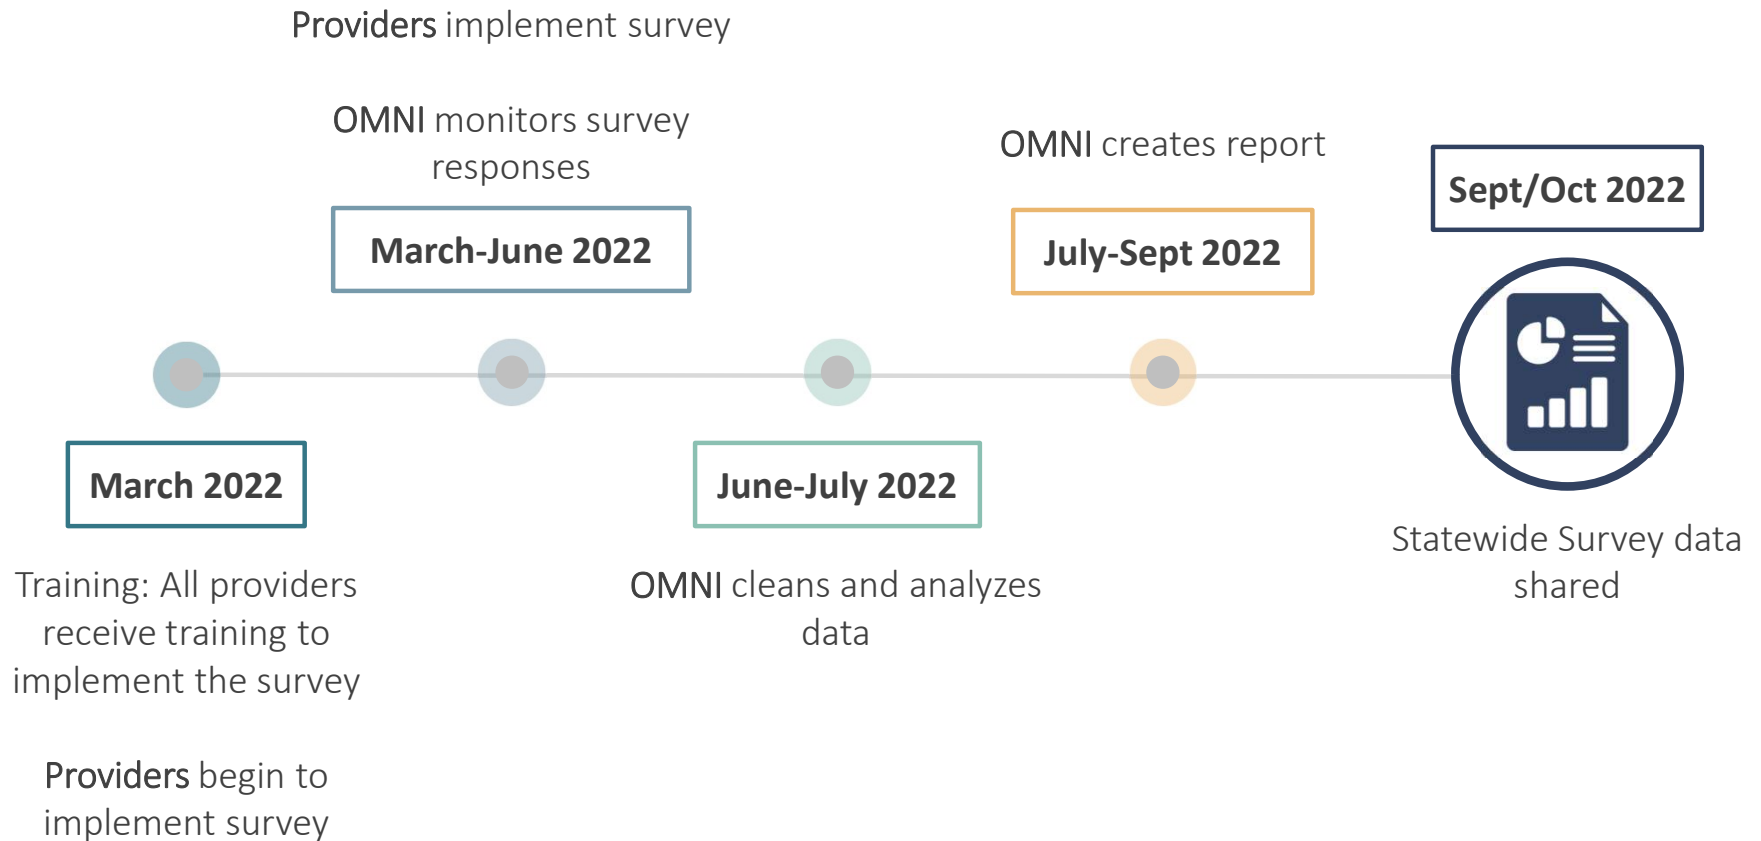 Providers implement survey
OMNI monitors survey
responses
March-June 2022
OMNI creates report
July-Sept 2022
Sept/Oct 2022
March 2022
Training: All providers
receive training to
implement the survey
Providers begin to
implement survey
June-July 2022
OMNI cleans and analyzes
data
Statewide Survey data
shared